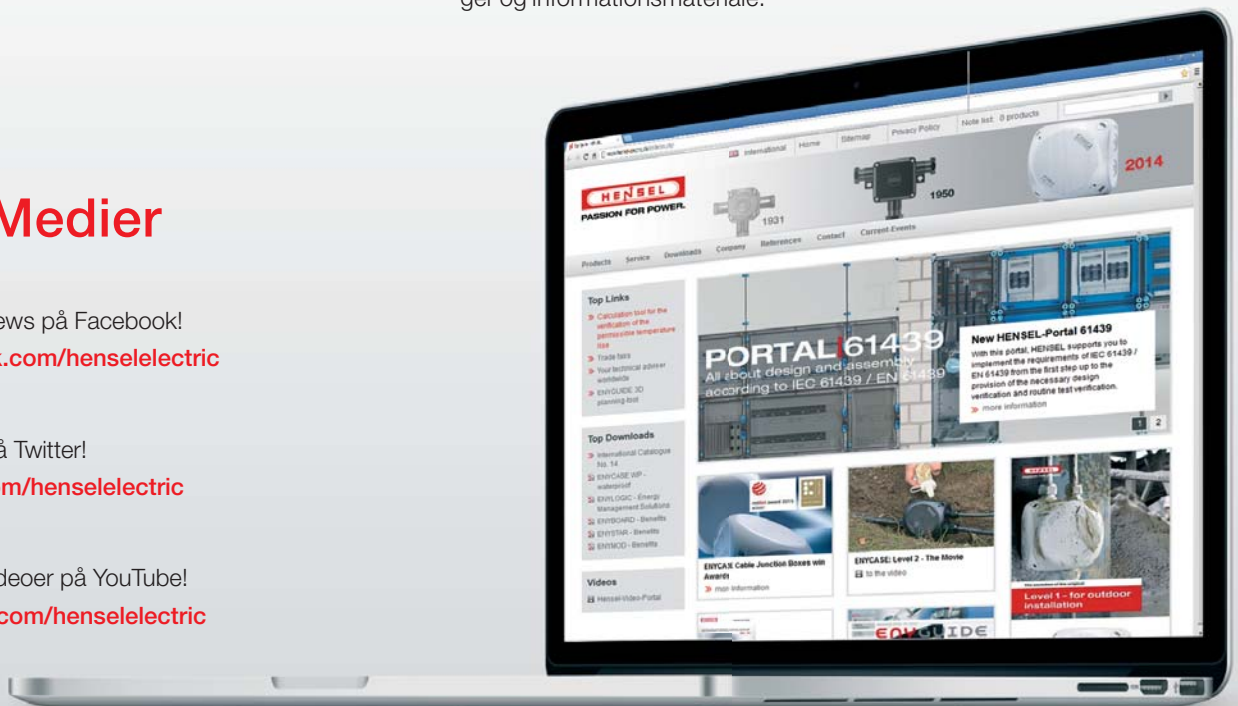 ger og informationsmateriale.
Medier
ews på Facebook!
k.com/henselelectric
å Twitter!
om/henselelectric
deoer på YouTube!
.com/henselelectric
International Home Sitemap Privacy Policy Note list 0 products
HENSEL
PASSION FOR POWER.
1931
1950
2014
Products Service Downloads Company References Contact Current Events
Top Links
Calculation tool for the
verification of the
permissible temperature
rise
Trade fairs
Your technical adviser
worldwide
ENYGUIDE 3D
planning-tool
PORTAL 61439
All about design and assembly
according to IEC 61439 / EN 61439
New HENSEL-Portal 61439
With this portal, HENSEL supports you to
implement the requirements of IEC 61439 /
EN 61439 from the first step up to the
provision of the necessary design
verification and routine test verification.
more information
1 2
Top Downloads
International Catalogue
No. 14
ENYCASE WP -
waterproof
ENYLOGIC - Energy
Management Solutions
ENYBOARD - Benefits
ENYSTAR - Benefits
ENYMOD - Benefits
Videos
Hensel-Video-Portal
ENYCASE Cable Junction Boxes win
Awards
more information
ENYCASE: Level 2 - The Movie
to the video
Level 1 - for outdoor
installation
ENYGUIDE